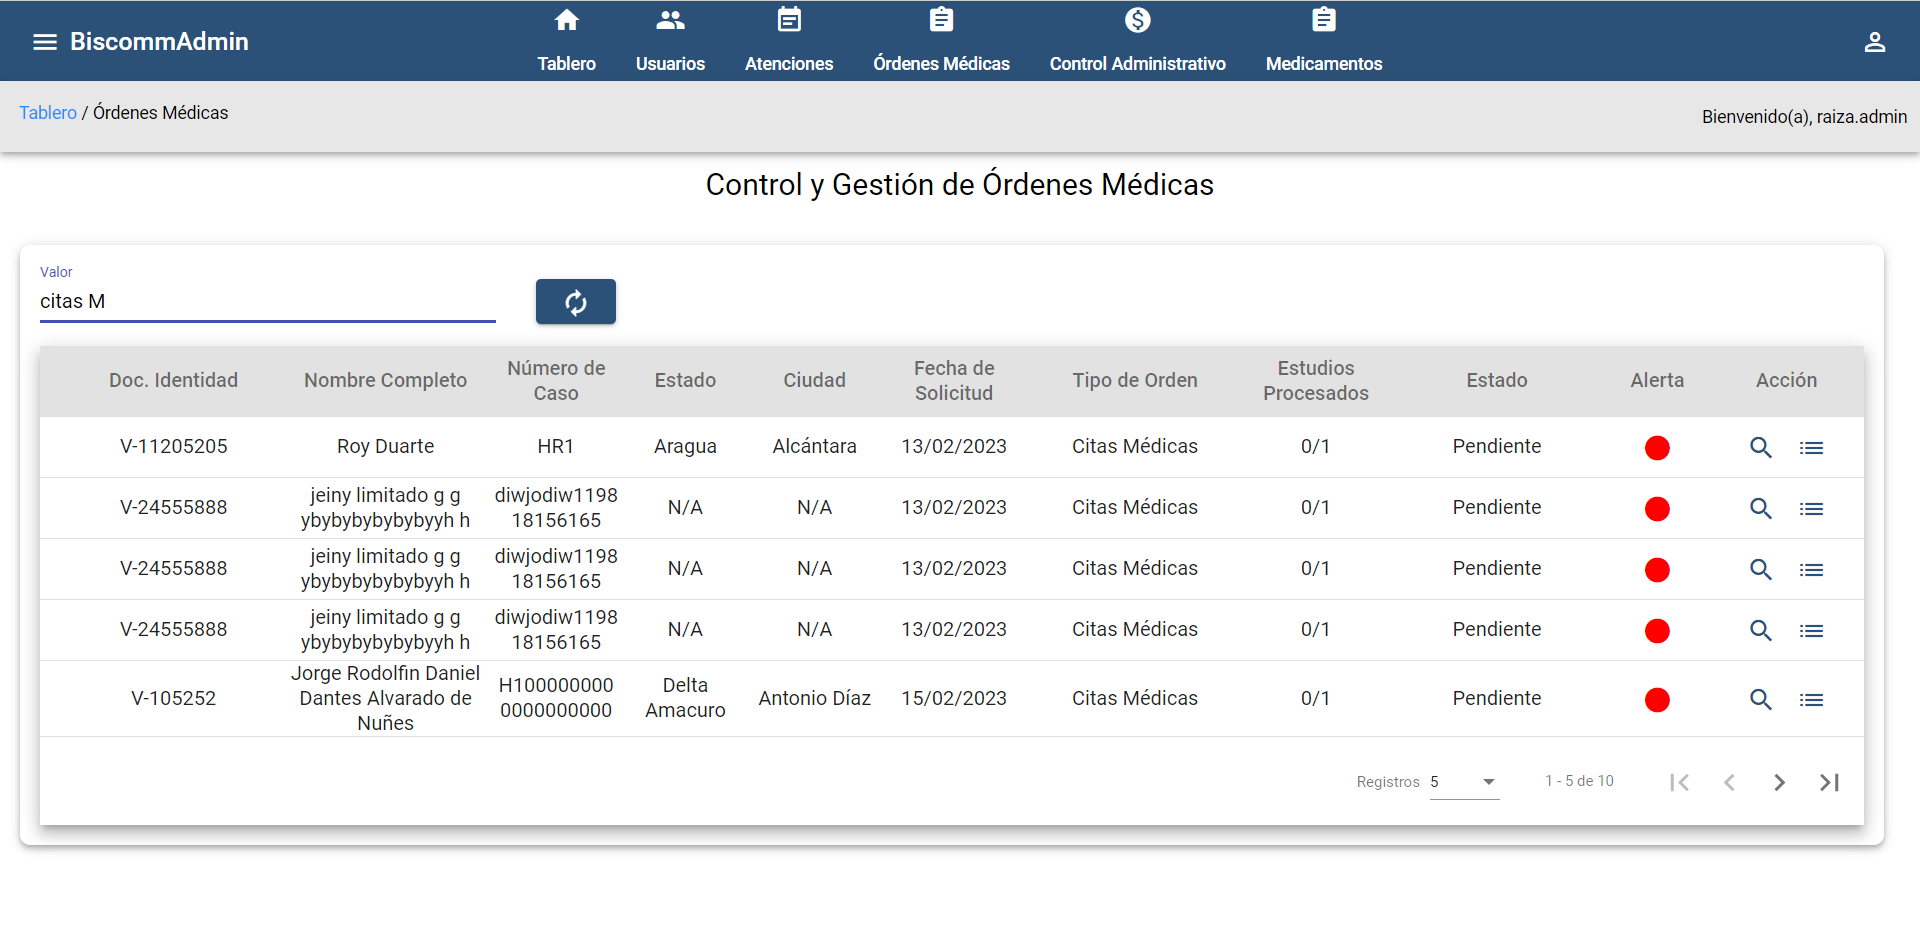 BiscommAdmin
Tablero
Usuarios
Atenciones
Órdenes Médicas
Control Administrativo
Medicamentos
Tablero / Órdenes Médicas
Bienvenido(a), raiza.admin
Control y Gestión de Órdenes Médicas
Valor
citas M
Doc. Identidad
Nombre Completo
Número de
Caso
Estado
Ciudad
Fecha de
Solicitud
Tipo de Orden
Estudios
Procesados
Estado
Alerta
Acción
V-11205205
Roy Duarte
HR1
Aragua
Alcántara
13/02/2023
Citas Médicas
0/1
Pendiente
V-24555888
jeiny limitado g g
ybybybybybybyyh h
diwjodiw1198
18156165
N/A
N/A
13/02/2023
Citas Médicas
0/1
Pendiente
V-24555888
jeiny limitado g g
ybybybybybybyyh h
diwjodiw1198
18156165
N/A
N/A
13/02/2023
Citas Médicas
0/1
Pendiente
V-24555888
jeiny limitado g g
ybybybybybybyyh h
diwjodiw1198
18156165
N/A
N/A
13/02/2023
Citas Médicas
0/1
Pendiente
V-105252
Jorge Rodolfin Daniel
Dantes Alvarado de
Nuñes
H100000000
0000000000
Delta
Amacuro
Antonio Díaz
15/02/2023
Citas Médicas
0/1
Pendiente
Registros 5
1 - 5 de 10